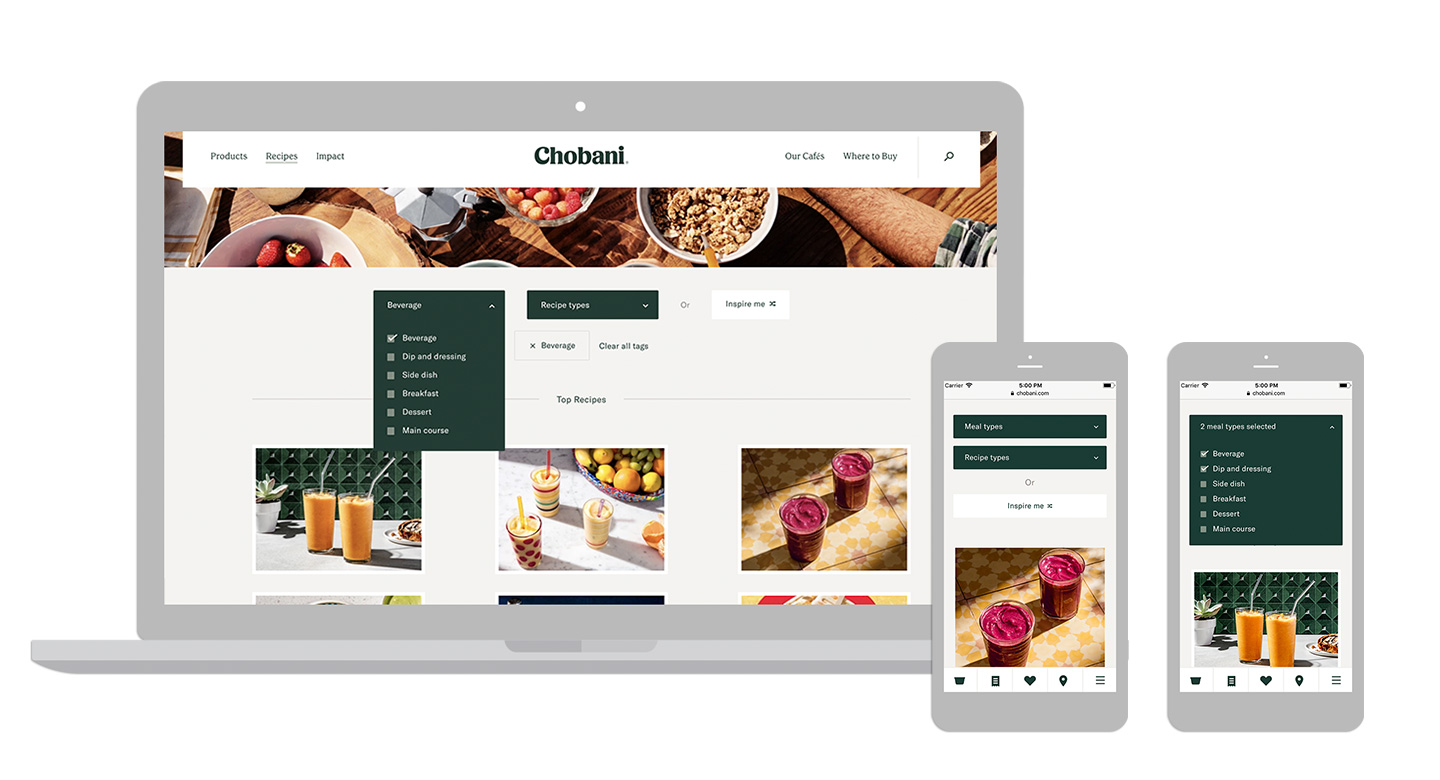 Products Recipes Impact Chobani. Our Cafés Where to Buy
Beverage
Recipe types
Or
Inspire me
Beverage
Dip and dressing
Side dish
Breakfast
Dessert
Main course
× Beverage
Clear all tags
Top Recipes
Carrier 5:00 PM
chobani.com
Meal types
Recipe types
Or
Inspire me
Carrier 5:00 PM
chobani.com
2 meal types selected
Beverage
Dip and dressing
Side dish
Breakfast
Dessert
Main course